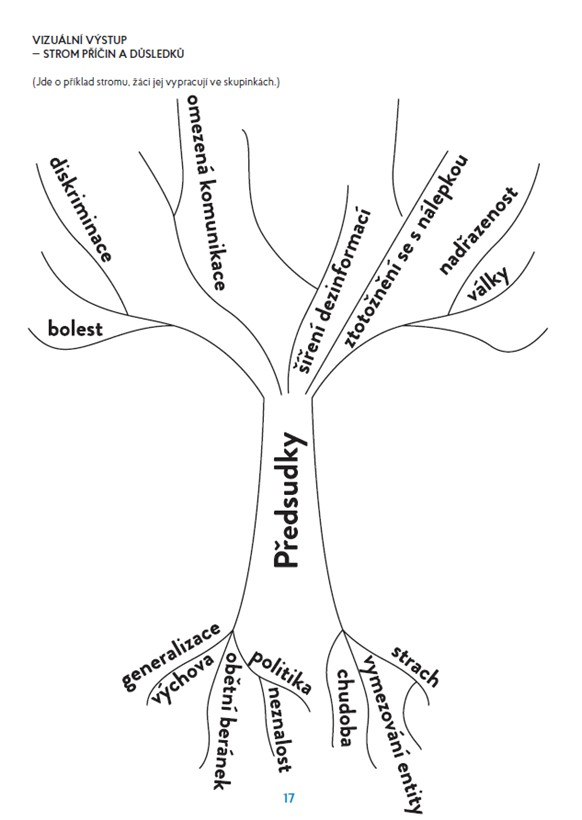 VIZUÁLNÍ VÝSTUP
– STROM PŘÍČIN A DŮSLEDKŮ
(Jde o příklad stromu, žáci jej vypracují ve skupinkách.)
diskriminace
bolest
omezená komunikace
šíření dezinformací
ztotožnění se s nálepkou
nadřazenost
války
Předsudky
generalizace
výchova
obětní beránek
politika
neznalost
chudoba
vymezování entity
strach
17